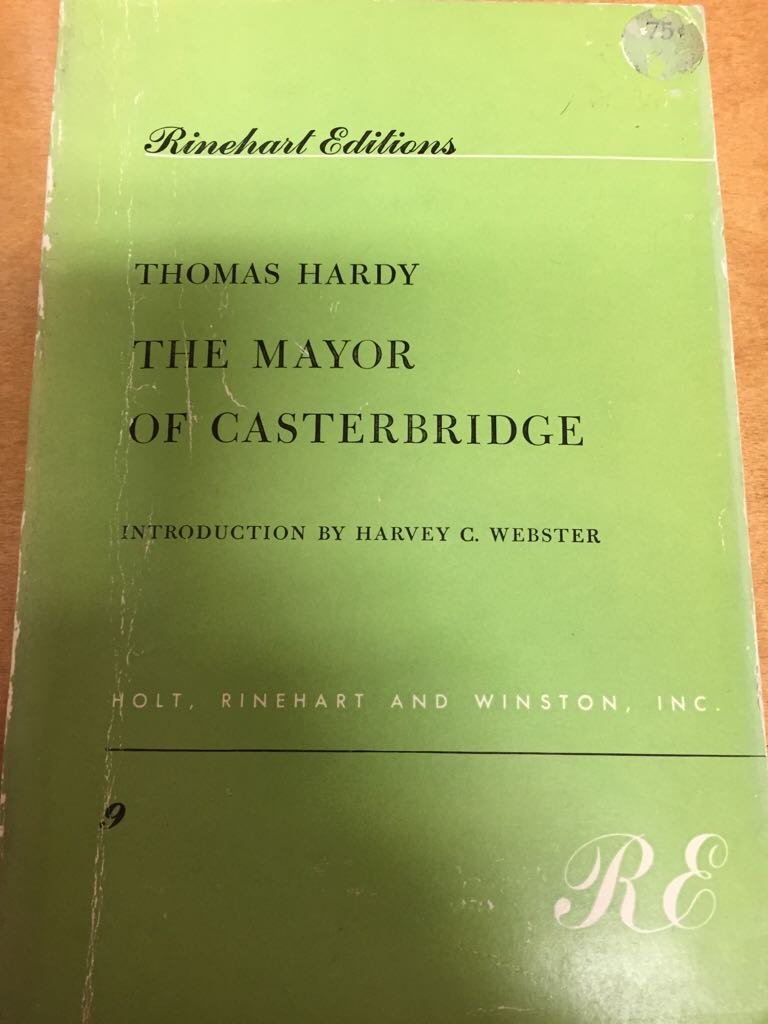 75¢
Rinehart Editions
THOMAS HARDY
THE MAYOR
OF CASTERBRIDGE
INTRODUCTION BY HARVEY C. WEBSTER
HOLT, RINEHART AND WINSTON, INC.
9
RE